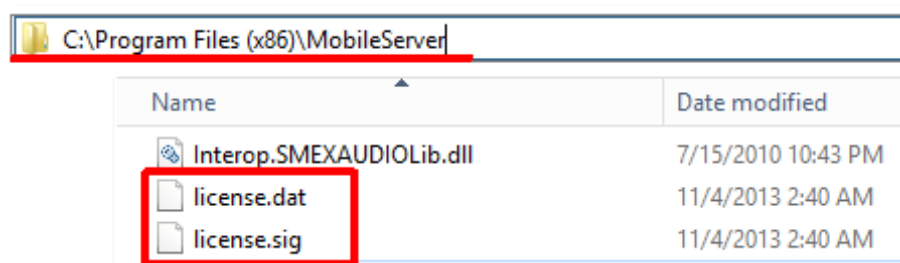 C:\Program Files (x86)\MobileServer
Name Date modified
Interop.SMEXAUDIOLib.dll 7/15/2010 10:43 PM
license.dat 11/4/2013 2:40 AM
license.sig 11/4/2013 2:40 AM